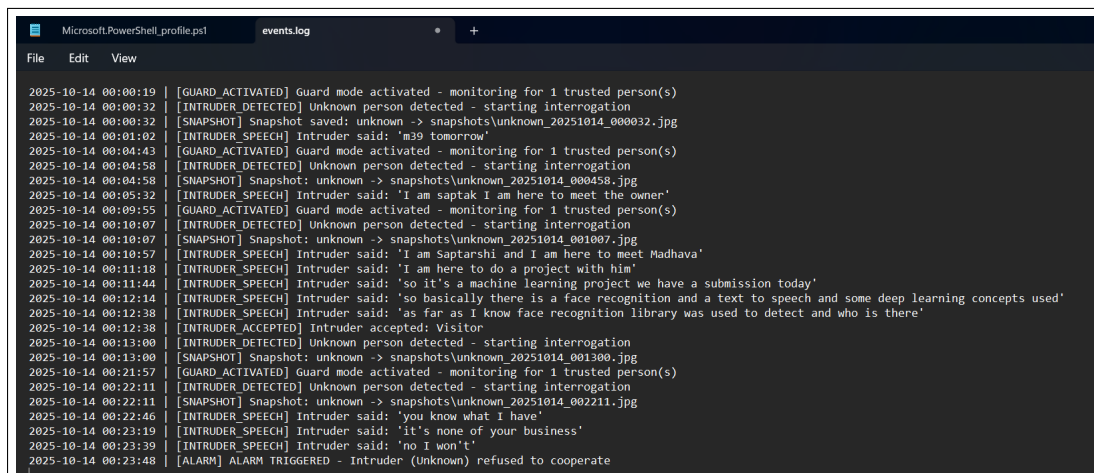 Microsoft.PowerShell_profile.ps1 events.log
File Edit View
2025-10-14 00:00:19 | [GUARD_ACTIVATED] Guard mode activated - monitoring for 1 trusted person(s)
2025-10-14 00:00:32 | [INTRUDER_DETECTED] Unknown person detected - starting interrogation
2025-10-14 00:00:32 | [SNAPSHOT] Snapshot saved: unknown -> snapshots\unknown_20251014_000032.jpg
2025-10-14 00:01:02 | [INTRUDER_SPEECH] Intruder said: 'm39 tomorrow'
2025-10-14 00:04:43 | [GUARD_ACTIVATED] Guard mode activated - monitoring for 1 trusted person(s)
2025-10-14 00:04:58 | [INTRUDER_DETECTED] Unknown person detected - starting interrogation
2025-10-14 00:04:58 | [SNAPSHOT] Snapshot: unknown -> snapshots\unknown_20251014_000458.jpg
2025-10-14 00:05:32 | [INTRUDER_SPEECH] Intruder said: 'I am saptak I am here to meet the owner'
2025-10-14 00:09:55 | [GUARD_ACTIVATED] Guard mode activated - monitoring for 1 trusted person(s)
2025-10-14 00:10:07 | [INTRUDER_DETECTED] Unknown person detected - starting interrogation
2025-10-14 00:10:07 | [SNAPSHOT] Snapshot: unknown -> snapshots\unknown_20251014_001007.jpg
2025-10-14 00:10:57 | [INTRUDER_SPEECH] Intruder said: 'I am Saptarshi and I am here to meet Madhava'
2025-10-14 00:11:18 | [INTRUDER_SPEECH] Intruder said: 'I am here to do a project with him'
2025-10-14 00:11:44 | [INTRUDER_SPEECH] Intruder said: 'so it's a machine learning project we have a submission today'
2025-10-14 00:12:14 | [INTRUDER_SPEECH] Intruder said: 'so basically there is a face recognition and a text to speech and some deep learning concepts used'
2025-10-14 00:12:38 | [INTRUDER_SPEECH] Intruder said: 'as far as I know face recognition library was used to detect and who is there'
2025-10-14 00:12:38 | [INTRUDER_ACCEPTED] Intruder accepted: Visitor
2025-10-14 00:13:00 | [INTRUDER_DETECTED] Unknown person detected - starting interrogation
2025-10-14 00:13:00 | [SNAPSHOT] Snapshot: unknown -> snapshots\unknown_20251014_001300.jpg
2025-10-14 00:21:57 | [GUARD_ACTIVATED] Guard mode activated - monitoring for 1 trusted person(s)
2025-10-14 00:22:11 | [INTRUDER_DETECTED] Unknown person detected - starting interrogation
2025-10-14 00:22:11 | [SNAPSHOT] Snapshot: unknown -> snapshots\unknown_20251014_002211.jpg
2025-10-14 00:22:46 | [INTRUDER_SPEECH] Intruder said: 'you know what I have'
2025-10-14 00:23:19 | [INTRUDER_SPEECH] Intruder said: 'it's none of your business'
2025-10-14 00:23:39 | [INTRUDER_SPEECH] Intruder said: 'no I won't'
2025-10-14 00:23:48 | [ALARM] ALARM TRIGGERED - Intruder (Unknown) refused to cooperate